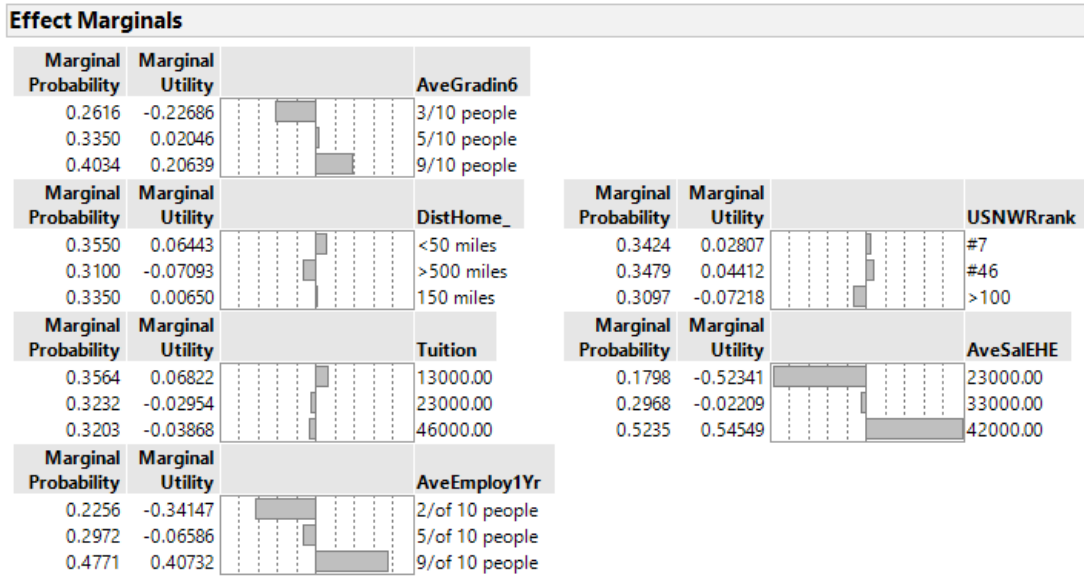 Effect Marginals
Marginal Marginal
Probability Utility AveGradin6
0.2616 -0.22686 3/10 people
0.3350 0.02046 5/10 people
0.4034 0.20639 9/10 people
Marginal Marginal
Probability Utility DistHome_
0.3550 0.06443 <50 miles
0.3100 -0.07093 >500 miles
0.3350 0.00650 150 miles
Marginal Marginal
Probability Utility Tuition
0.3564 0.06822 13000.00
0.3232 -0.02954 23000.00
0.3203 -0.03868 46000.00
Marginal Marginal
Probability Utility AveEmploy1Yr
0.2256 -0.34147 2/of 10 people
0.2972 -0.06586 5/of 10 people
0.4771 0.40732 9/of 10 people
Marginal Marginal
Probability Utility USNWRrank
0.3424 0.02807 #7
0.3479 0.04412 #46
0.3097 -0.07218 >100
Marginal Marginal
Probability Utility AveSalEHE
0.1798 -0.52341 23000.00
0.2968 -0.02209 33000.00
0.5235 0.54549 42000.00